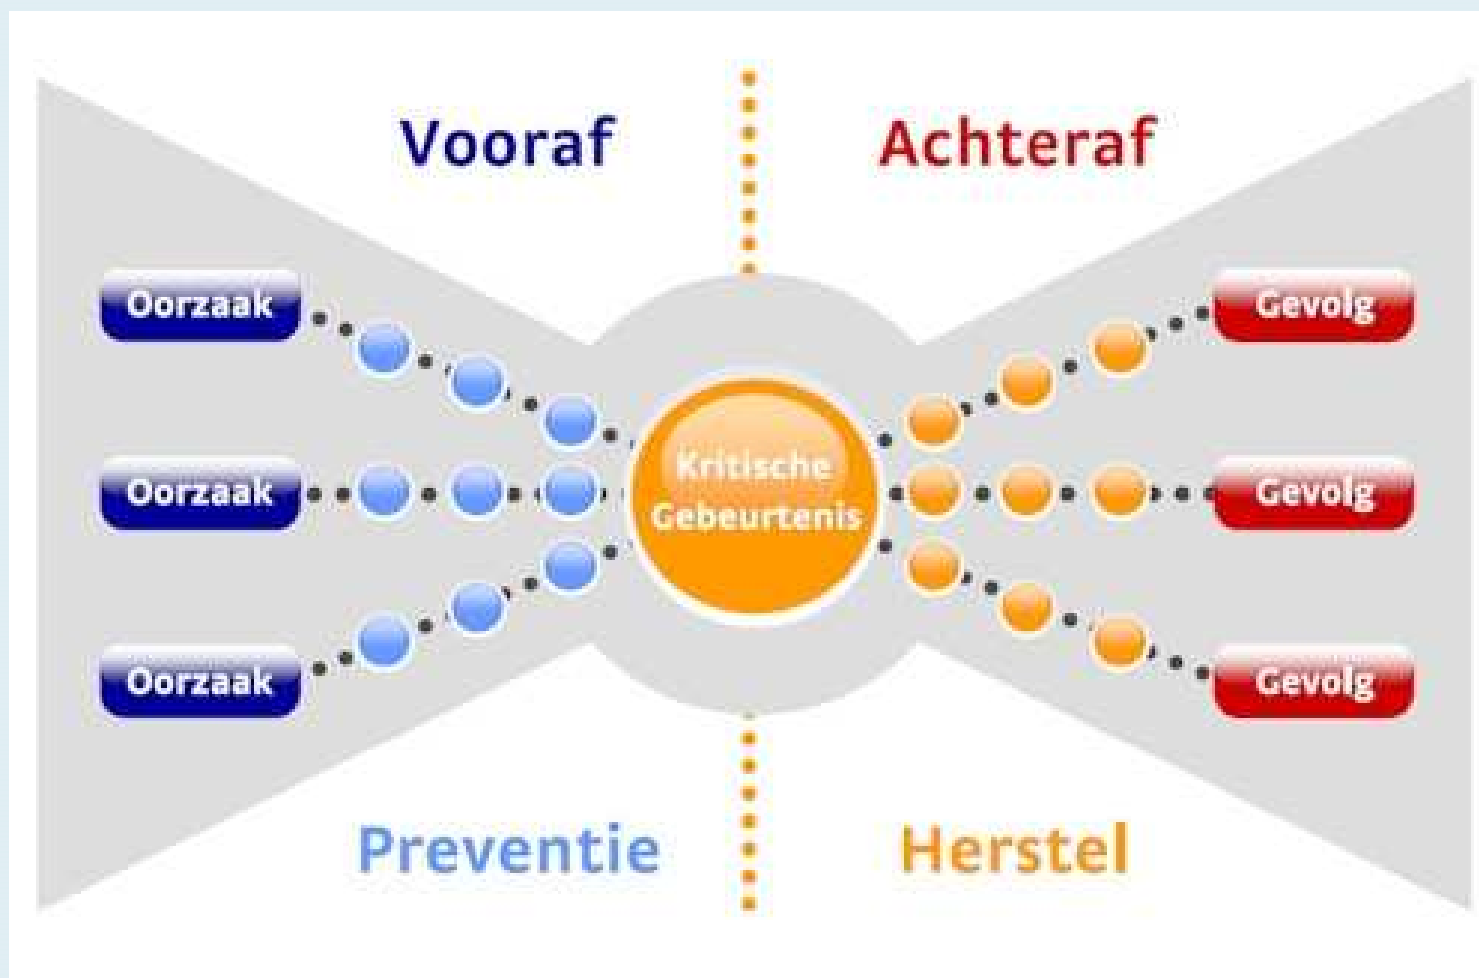 Vooraf
Achteraf
Oorzaak
Gevolg
Oorzaak
Kritische
Gebeurtenis
Gevolg
Oorzaak
Gevolg
Preventie
Herstel